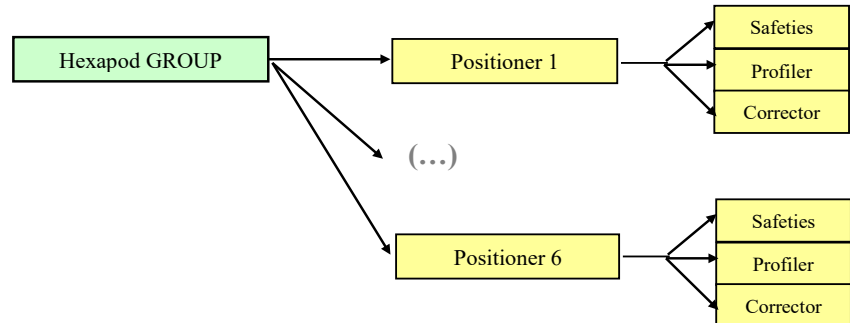 Hexapod GROUP
Positioner 1
Safeties
Profiler
Corrector
(…)
Positioner 6
Safeties
Profiler
Corrector